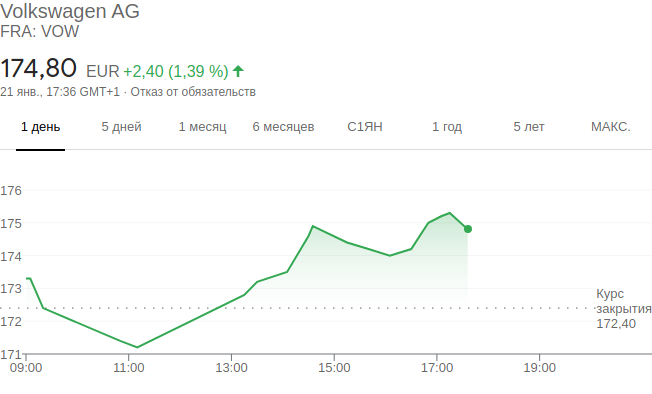 Volkswagen AG
FRA: VOW
174,80 EUR +2,40 (1,39 %)
21 янв., 17:36 GMT+1 · Отказ от обязательств
1 день 5 дней 1 месяц 6 месяцев С1ЯН 1 год 5 лет МАКС.
176
175
174
173
172
171
Курс
закрытия
172,40
09:00 11:00 13:00 15:00 17:00 19:00